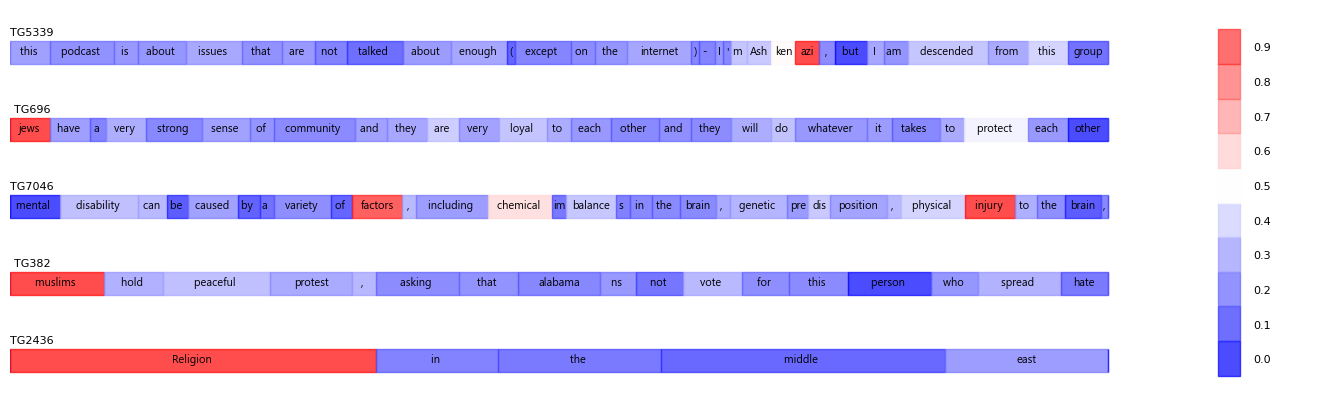 TG5339
this podcast is about issues that are not talked about enough ( except on the internet ) - I ' m Ash ken azi , but I am descended from this group
TG696
jews have a very strong sense of community and they are very loyal to each other and they will do whatever it takes to protect each other
TG7046
mental disability can be caused by a variety of factors , including chemical im balance s in the brain , genetic pre dis position , physical injury to the brain ,
TG382
muslims hold peaceful protest , asking that alabama ns not vote for this person who spread hate
TG2436
Religion in the middle east
0.9
0.8
0.7
0.6
0.5
0.4
0.3
0.2
0.1
0.0